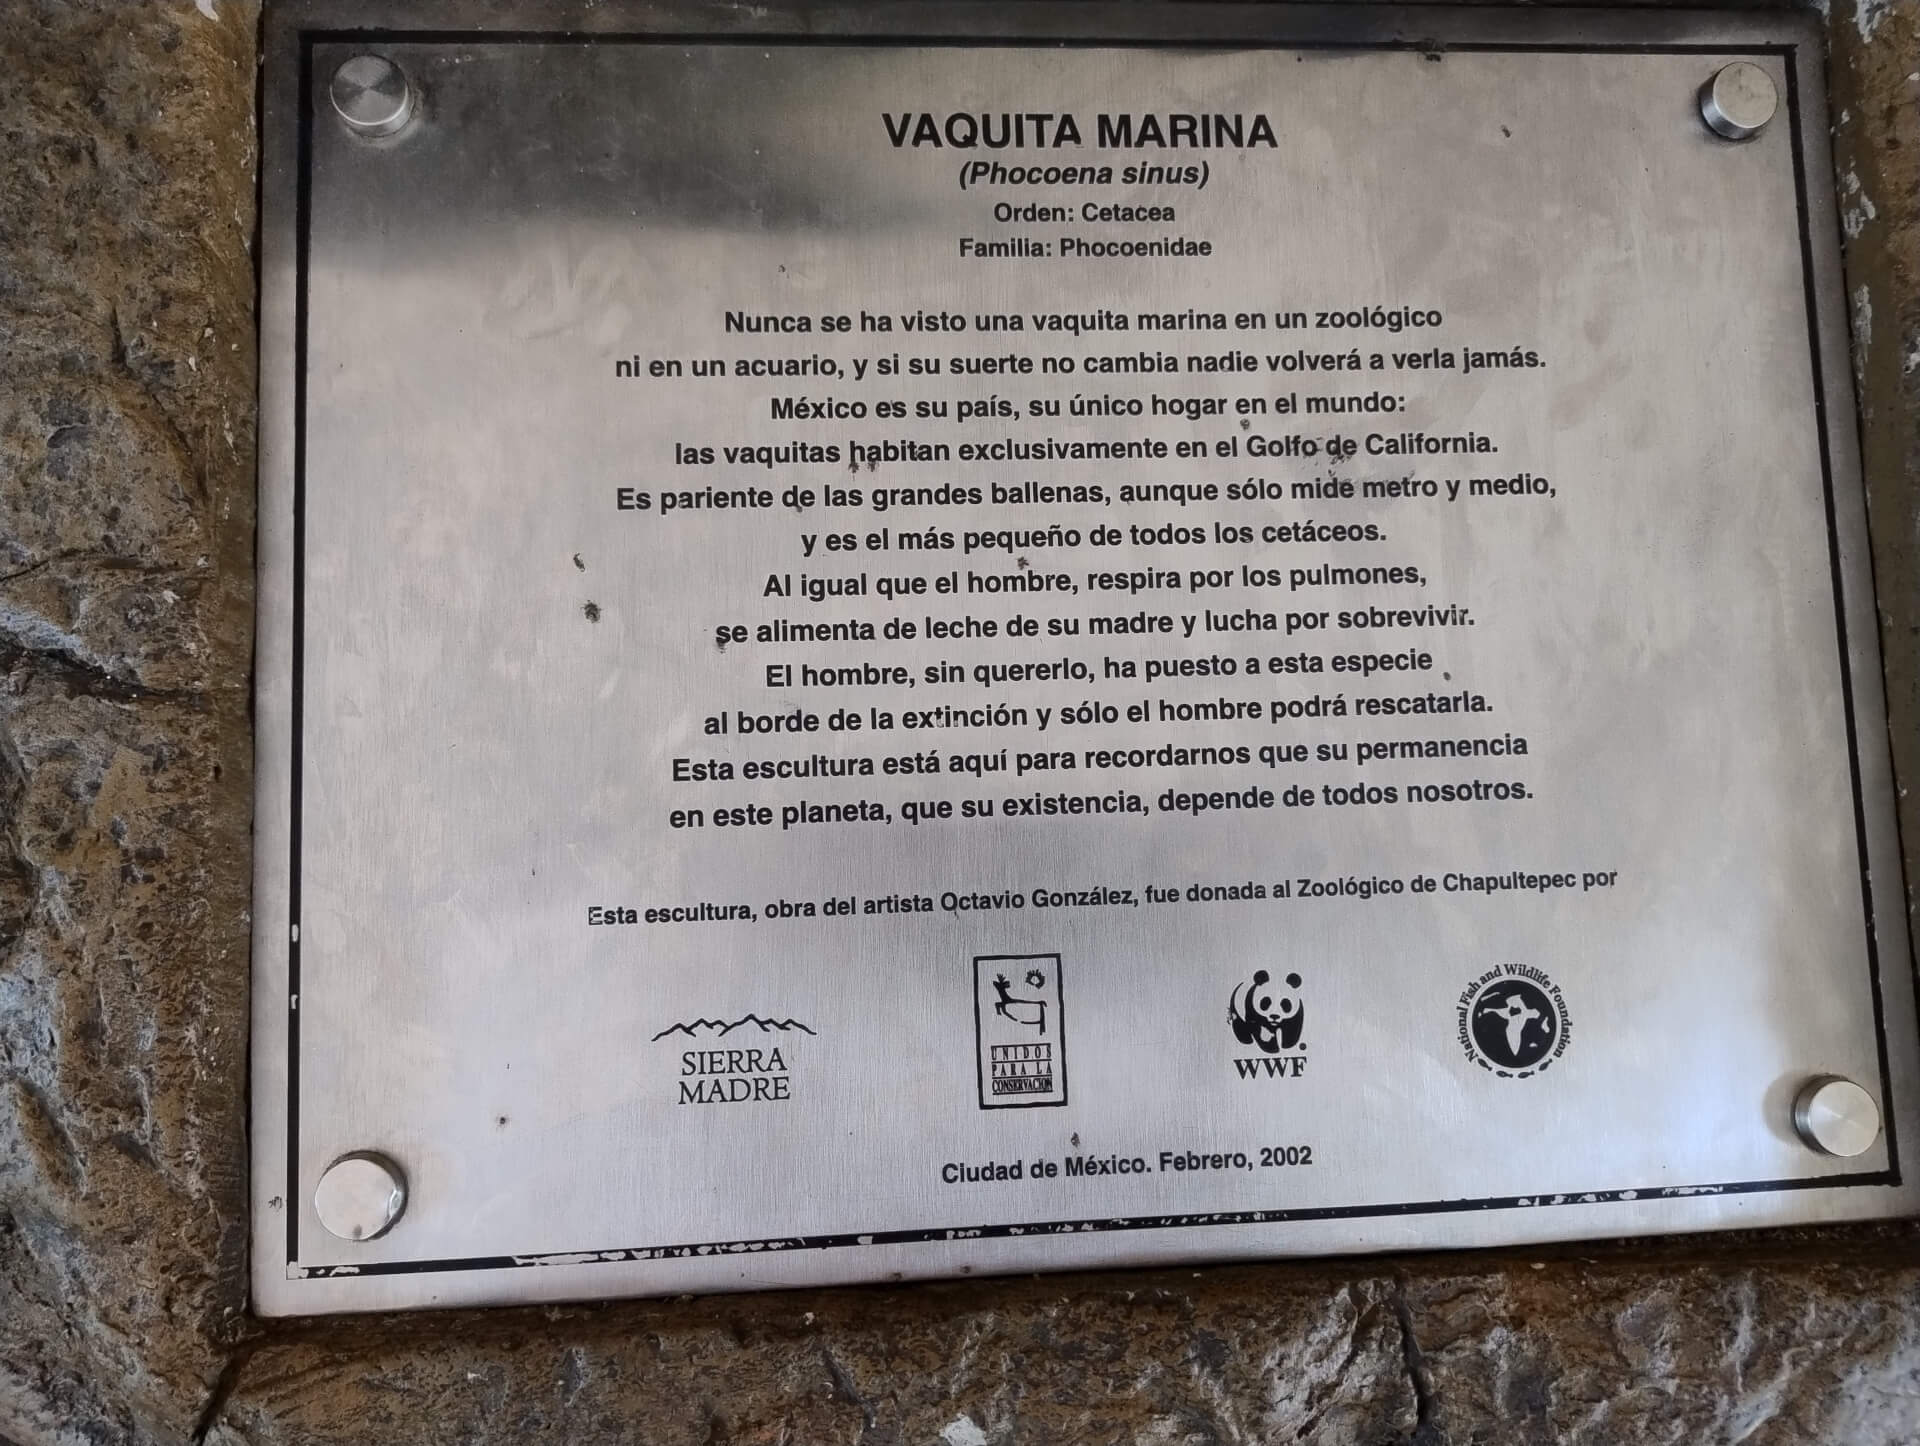 VAQUITA MARINA
(Phocoena sinus)
Orden: Cetacea
Familia: Phocoenidae
Nunca se ha visto una vaquita marina en un zoológico
ni en un acuario, y si su suerte no cambia nadie volverá a verla jamás.
México es su país, su único hogar en el mundo:
las vaquitas habitan exclusivamente en el Golfo de California.
Es pariente de las grandes ballenas, aunque sólo mide metro y medio,
y es el más pequeño de todos los cetáceos.
Al igual que el hombre, respira por los pulmones,
se alimenta de leche de su madre y lucha por sobrevivir.
El hombre, sin quererlo, ha puesto a esta especie
al borde de la extinción y sólo el hombre podrá rescatarla.
Esta escultura está aquí para recordarnos que su permanencia
en este planeta, que su existencia, depende de todos nosotros.
Esta escultura, obra del artista Octavio González, fue donada al Zoológico de Chapultepec por
SIERRA
MADRE
UNIDOS
PARA LA
CONSERVACION
WWF
National Fish and Wildlife Foundation
Ciudad de México. Febrero, 2002